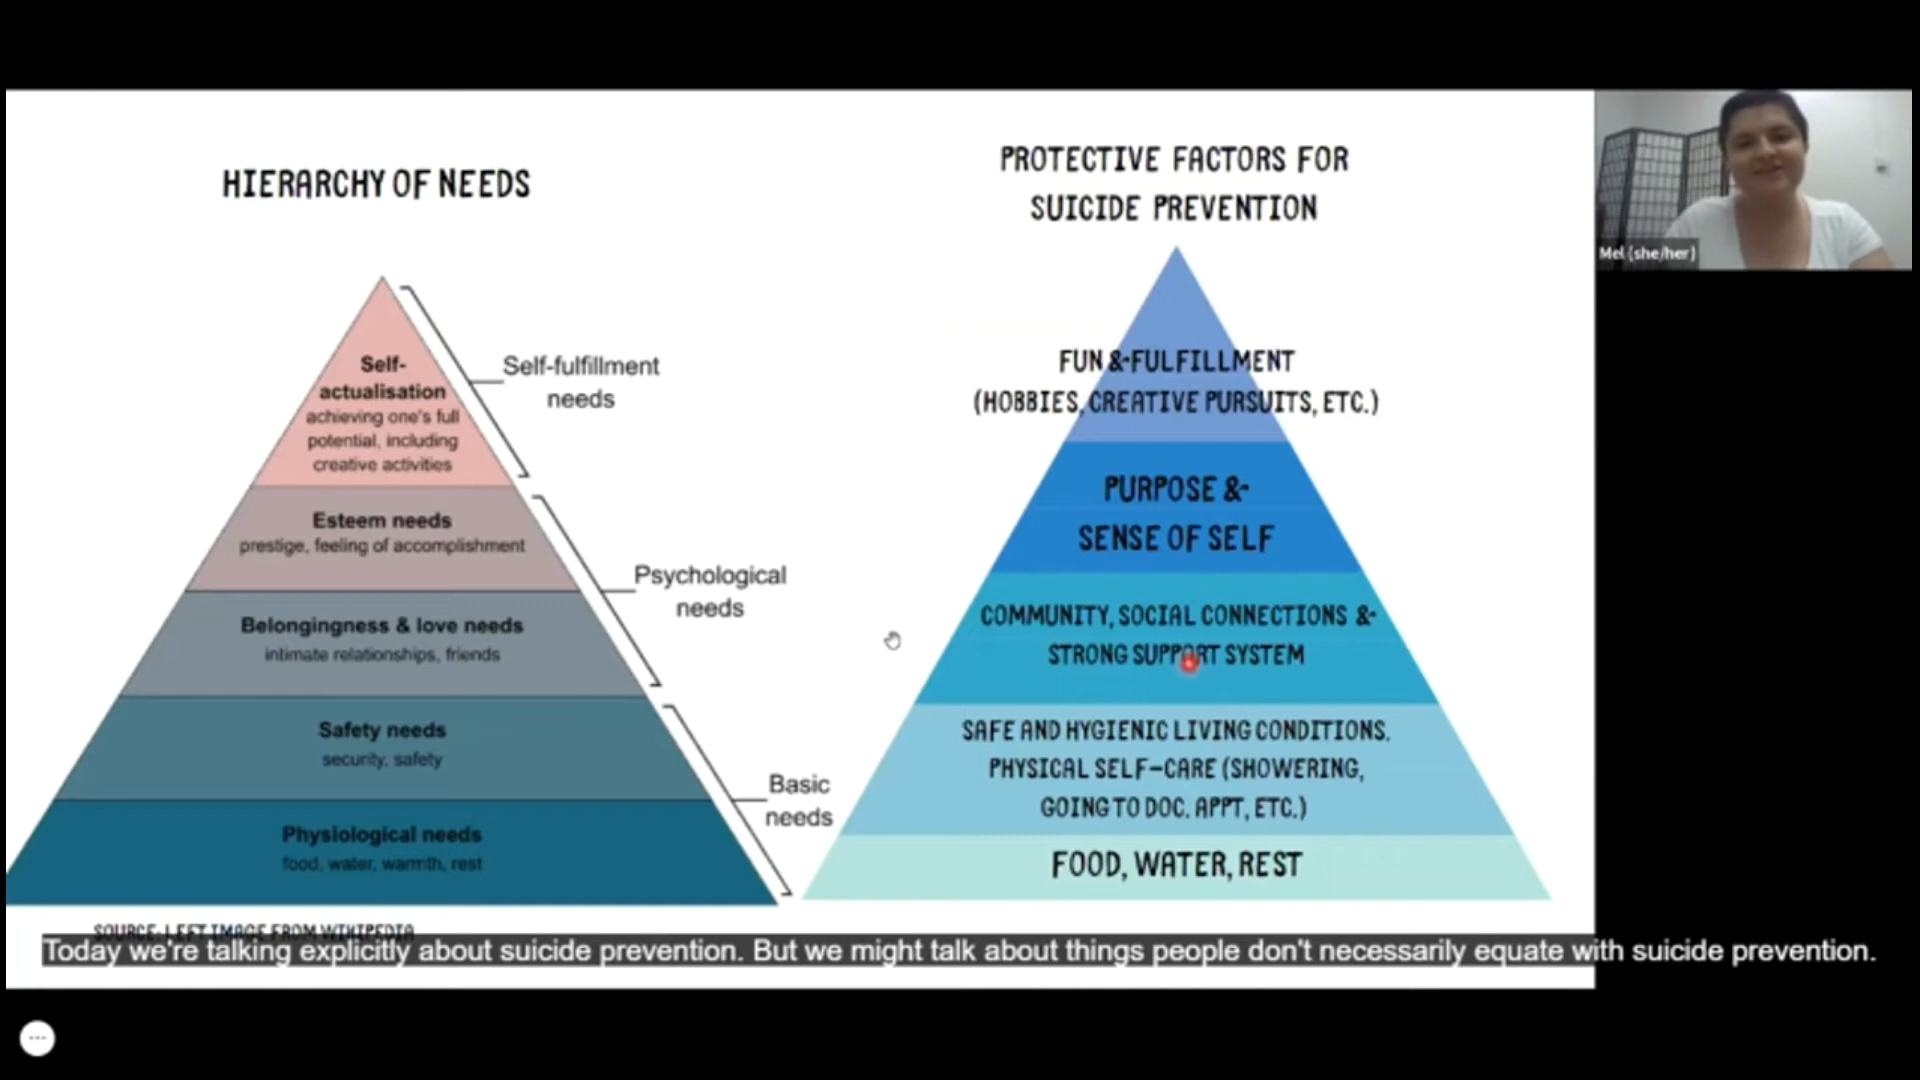 HIERARCHY OF NEEDS
Self-
actualisation
achieving one's full
potential, including
creative activities
Esteem needs
prestige, feeling of accomplishment
Belongingness & love needs
intimate relationships, friends
Safety needs
security, safety
Physiological needs
food, water, warmth, rest
Self-fulfillment
needs
Psychological
needs
Basic
needs
SOURCE: LEFT IMAGE FROM WIKIPEDIA
PROTECTIVE FACTORS FOR
SUICIDE PREVENTION
FUN & FULFILLMENT
(HOBBIES, CREATIVE PURSUITS, ETC.)
PURPOSE &
SENSE OF SELF
COMMUNITY, SOCIAL CONNECTIONS &
STRONG SUPPORT SYSTEM
SAFE AND HYGIENIC LIVING CONDITIONS,
PHYSICAL SELF-CARE (SHOWERING,
GOING TO DOC. APPT, ETC.)
FOOD, WATER, REST
Mel (she/her)
Today we're talking explicitly about suicide prevention. But we might talk about things people don't necessarily equate with suicide prevention.